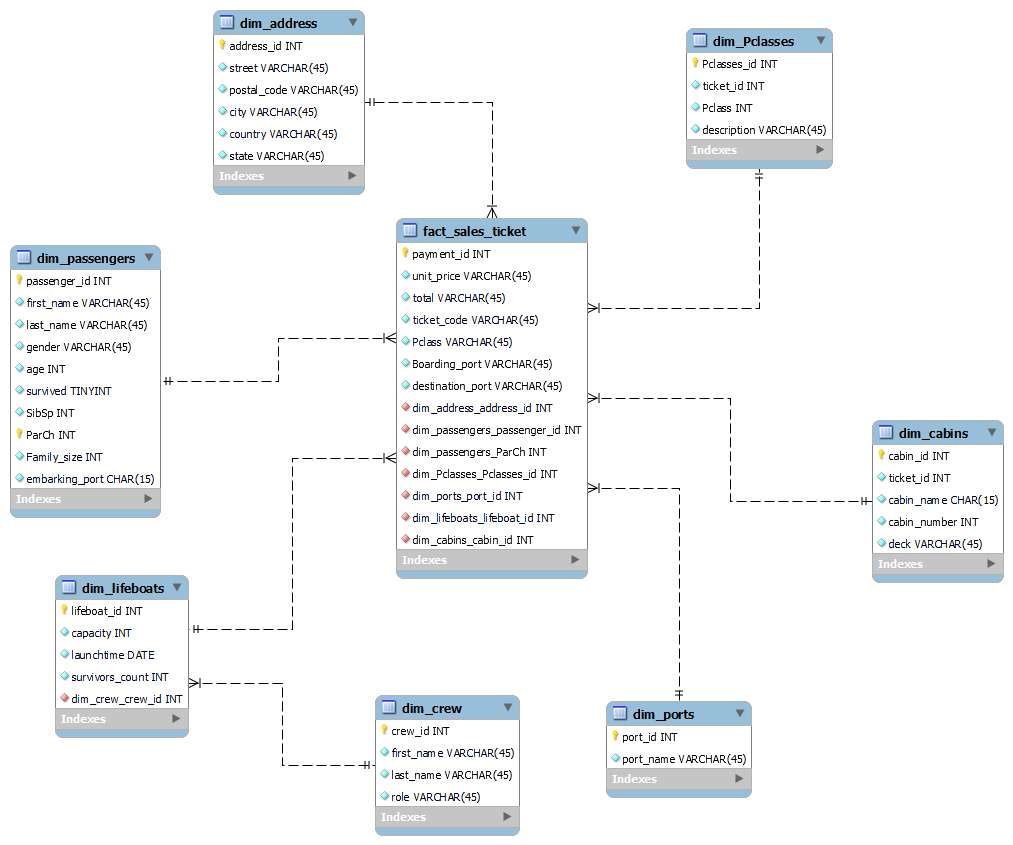 dim_address
address_id INT
street VARCHAR(45)
postal_code VARCHAR(45)
city VARCHAR(45)
country VARCHAR(45)
state VARCHAR(45)
Indexes
dim_Pclasses
Pclasses_id INT
ticket_id INT
Pclass INT
description VARCHAR(45)
Indexes
fact_sales_ticket
payment_id INT
unit_price VARCHAR(45)
total VARCHAR(45)
ticket_code VARCHAR(45)
Pclass VARCHAR(45)
Boarding_port VARCHAR(45)
destination_port VARCHAR(45)
dim_address_address_id INT
dim_passengers_passenger_id INT
dim_passengers_ParCh INT
dim_Pclasses_Pclasses_id INT
dim_ports_port_id INT
dim_lifeboats_lifeboat_id INT
dim_cabins_cabin_id INT
Indexes
dim_passengers
passenger_id INT
first_name VARCHAR(45)
last_name VARCHAR(45)
gender VARCHAR(45)
age INT
survived TINYINT
SibSp INT
ParCh INT
Family_size INT
embarking_port CHAR(15)
Indexes
dim_cabins
cabin_id INT
ticket_id INT
cabin_name CHAR(15)
cabin_number INT
deck VARCHAR(45)
Indexes
dim_lifeboats
lifeboat_id INT
capacity INT
launchtime DATE
survivors_count INT
dim_crew_crew_id INT
Indexes
dim_crew
crew_id INT
first_name VARCHAR(45)
last_name VARCHAR(45)
role VARCHAR(45)
Indexes
dim_ports
port_id INT
port_name VARCHAR(45)
Indexes